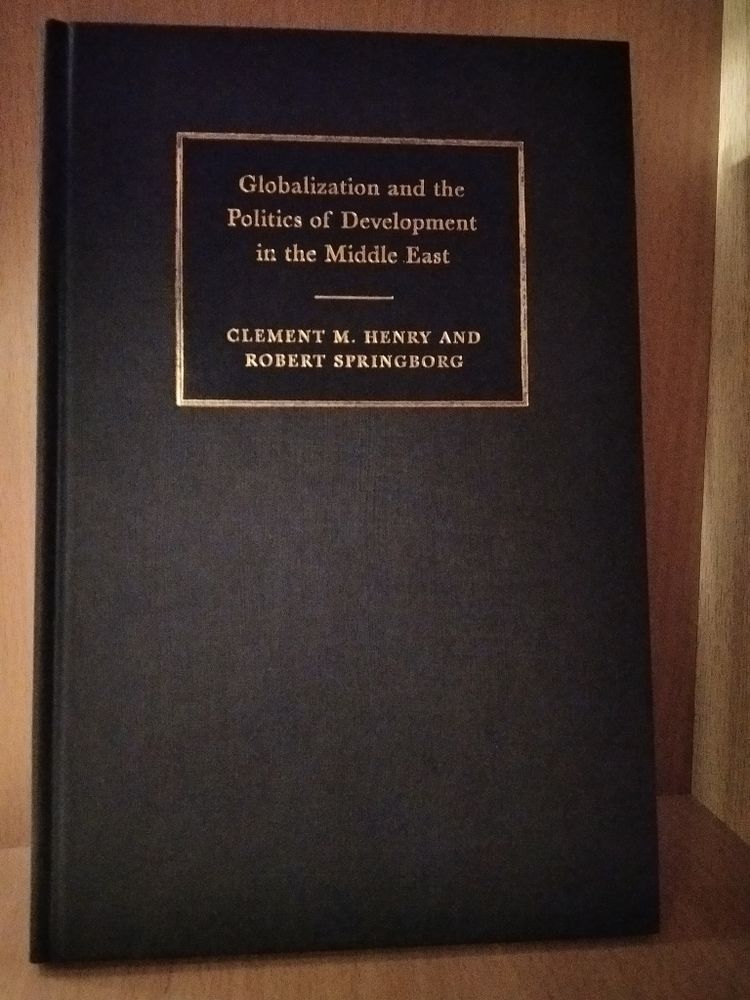 Globalization and the
Politics of Development
in the Middle East
CLEMENT M. HENRY AND
ROBERT SPRINGBORG